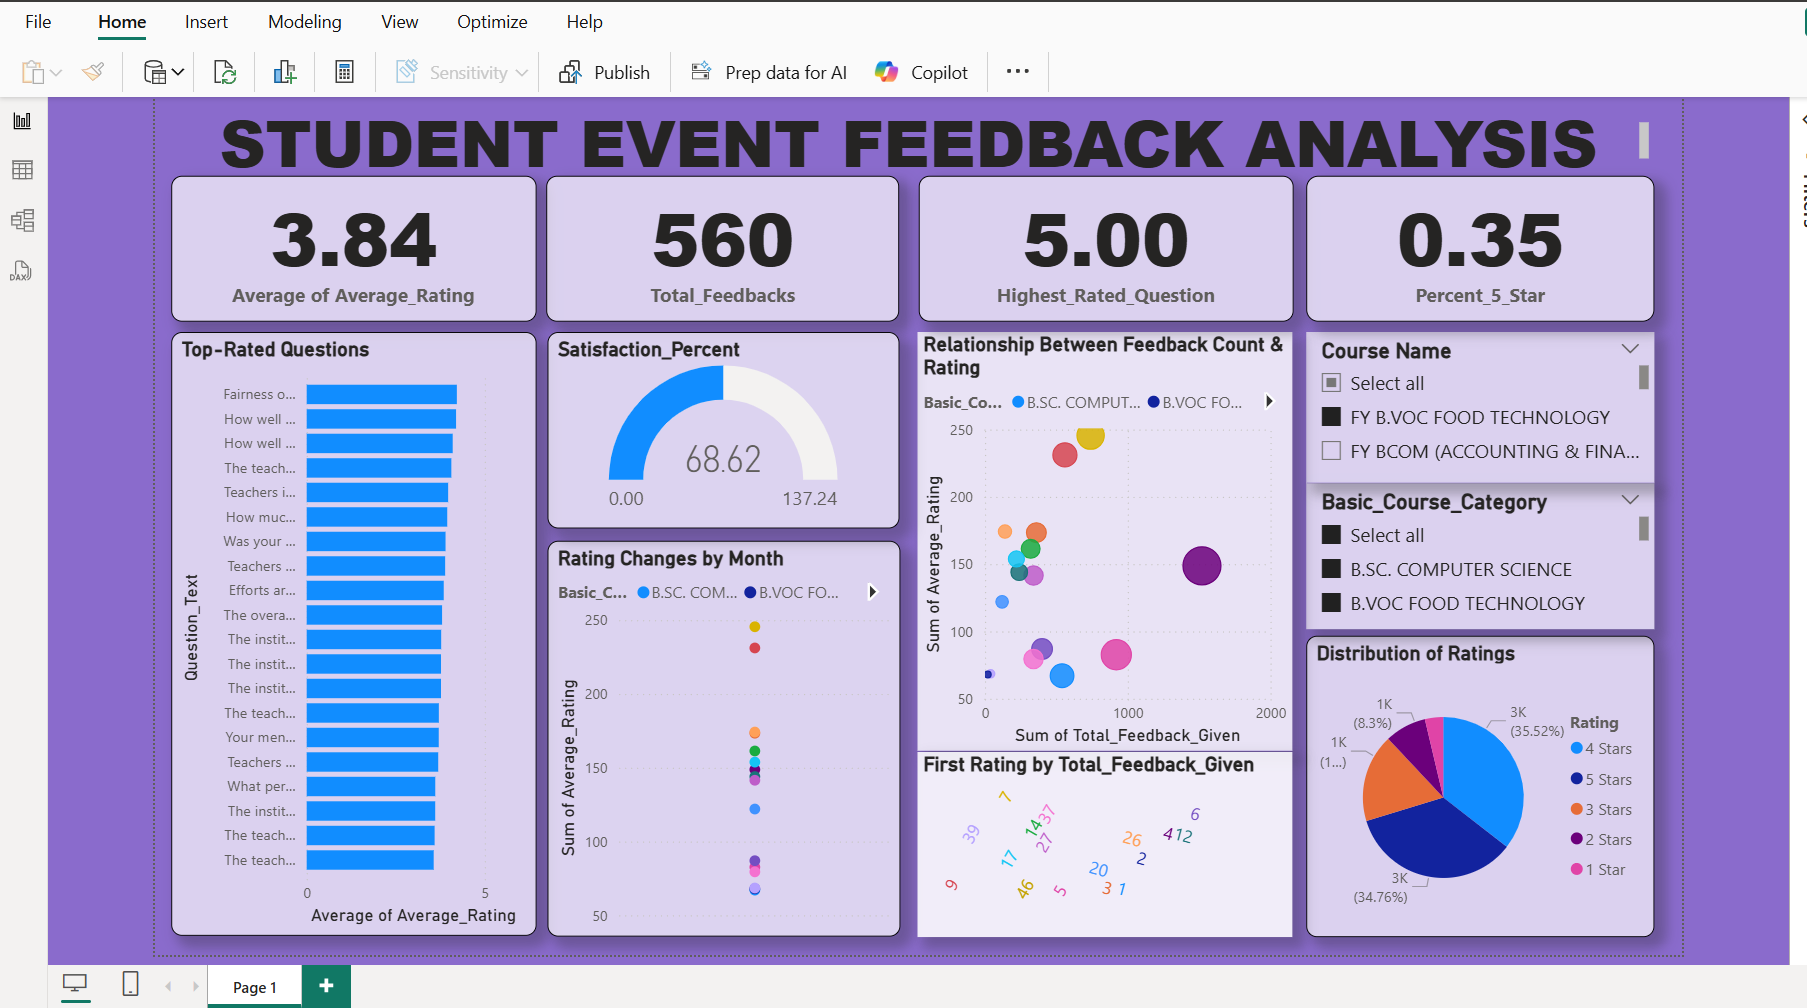 File Home Insert Modeling View Optimize Help
Sensitivity Publish Prep data for AI Copilot
STUDENT EVENT FEEDBACK ANALYSIS
3.84
Average of Average_Rating
560
Total_Feedbacks
5.00
Highest_Rated_Question
0.35
Percent_5_Star
Top-Rated Questions
Question_Text
Fairness o...
How well ...
How well ...
The teach...
Teachers i...
How muc...
Was your ...
Teachers ...
Efforts ar...
The overa...
The instit...
The instit...
The instit...
The teach...
Your men...
Teachers ...
What per...
The instit...
The teach...
The teach...
0 5
Average of Average_Rating
Satisfaction_Percent
68.62
0.00 137.24
Rating Changes by Month
Basic_C... B.SC. COM... B.VOC FO...
Sum of Average_Rating
250
200
150
100
50
Relationship Between Feedback Count &
Rating
Basic_Co... B.SC. COMPUT... B.VOC FO...
Sum of Average_Rating
250
200
150
100
50
0 1000 2000
Sum of Total_Feedback_Given
First Rating by Total_Feedback_Given
7
37
6
39
14
27
26
4
12
17
2
20
9
46
5
3
1
Course Name
Select all
FY B.VOC FOOD TECHNOLOGY
FY BCOM (ACCOUNTING & FINA...
Basic_Course_Category
Select all
B.SC. COMPUTER SCIENCE
B.VOC FOOD TECHNOLOGY
Distribution of Ratings
1K
(8.3%)
3K
(35.52%)
1K
(1...)
3K
(34.76%)
Rating
4 Stars
5 Stars
3 Stars
2 Stars
1 Star
Page 1